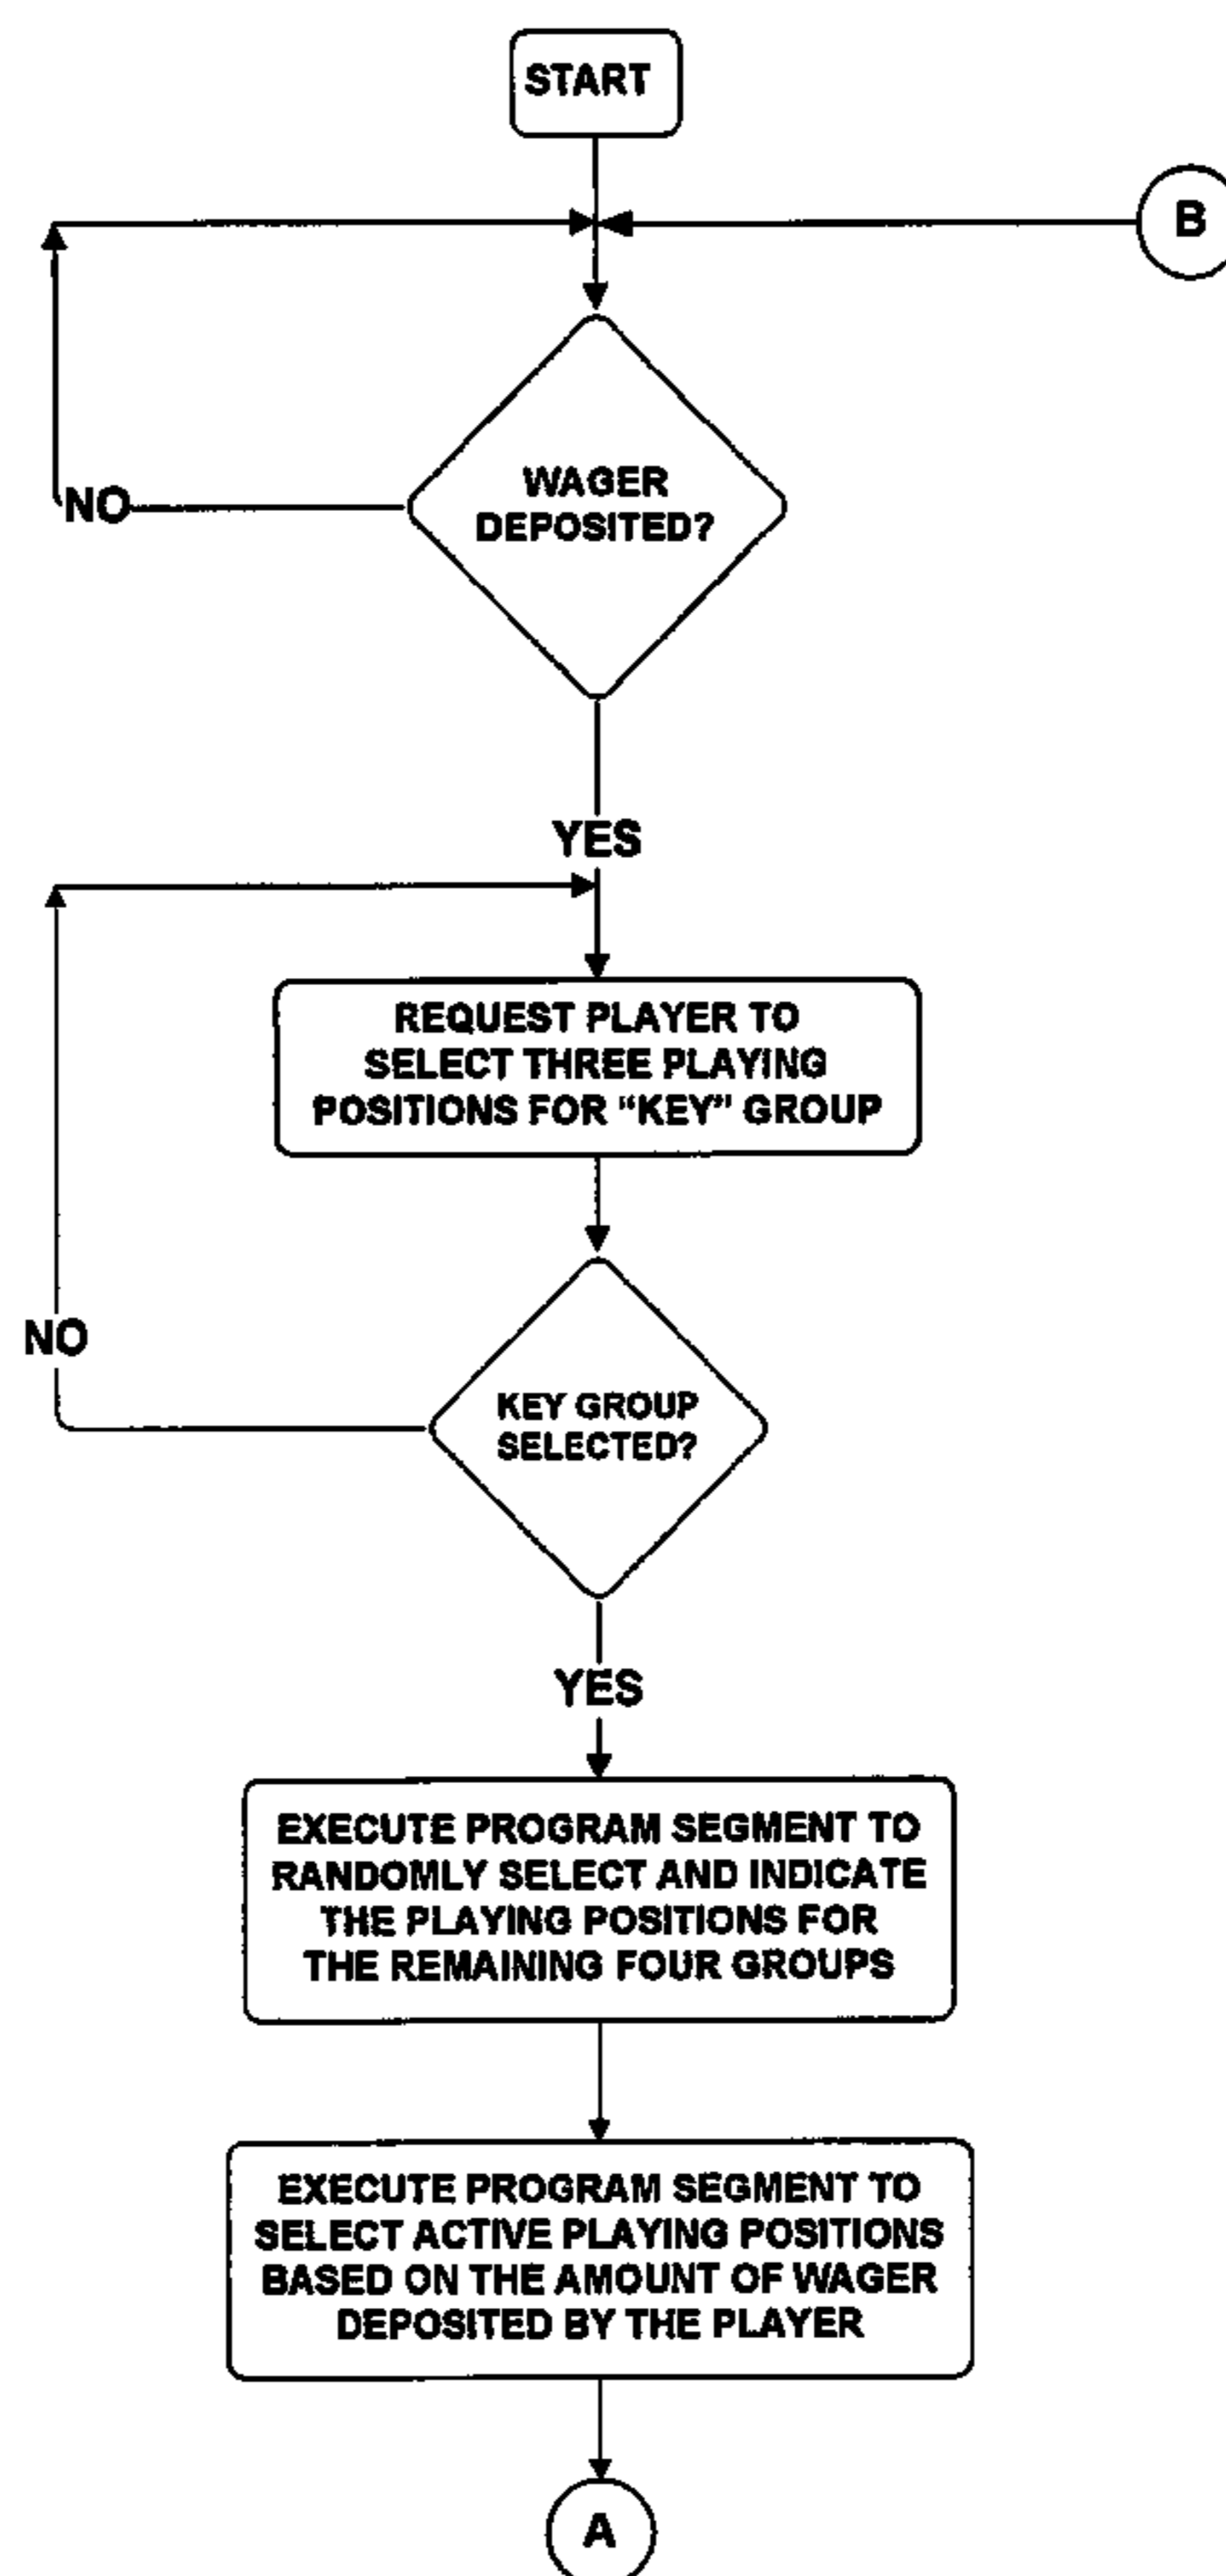 START
B
WAGER
DEPOSITED?
NO
YES
REQUEST PLAYER TO
SELECT THREE PLAYING
POSITIONS FOR “KEY” GROUP
KEY GROUP
SELECTED?
NO
YES
EXECUTE PROGRAM SEGMENT TO
RANDOMLY SELECT AND INDICATE
THE PLAYING POSITIONS FOR
THE REMAINING FOUR GROUPS
EXECUTE PROGRAM SEGMENT TO
SELECT ACTIVE PLAYING POSITIONS
BASED ON THE AMOUNT OF WAGER
DEPOSITED BY THE PLAYER
A